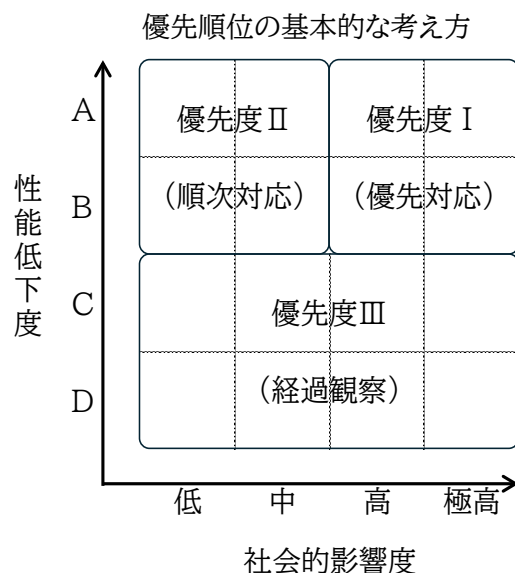 優先順位の基本的な考え方
A
優先度Ⅱ
優先度Ⅰ
性能低下度
B
(順次対応)
(優先対応)
C
優先度Ⅲ
D
(経過観察)
低
中
高
極高
社会的影響度